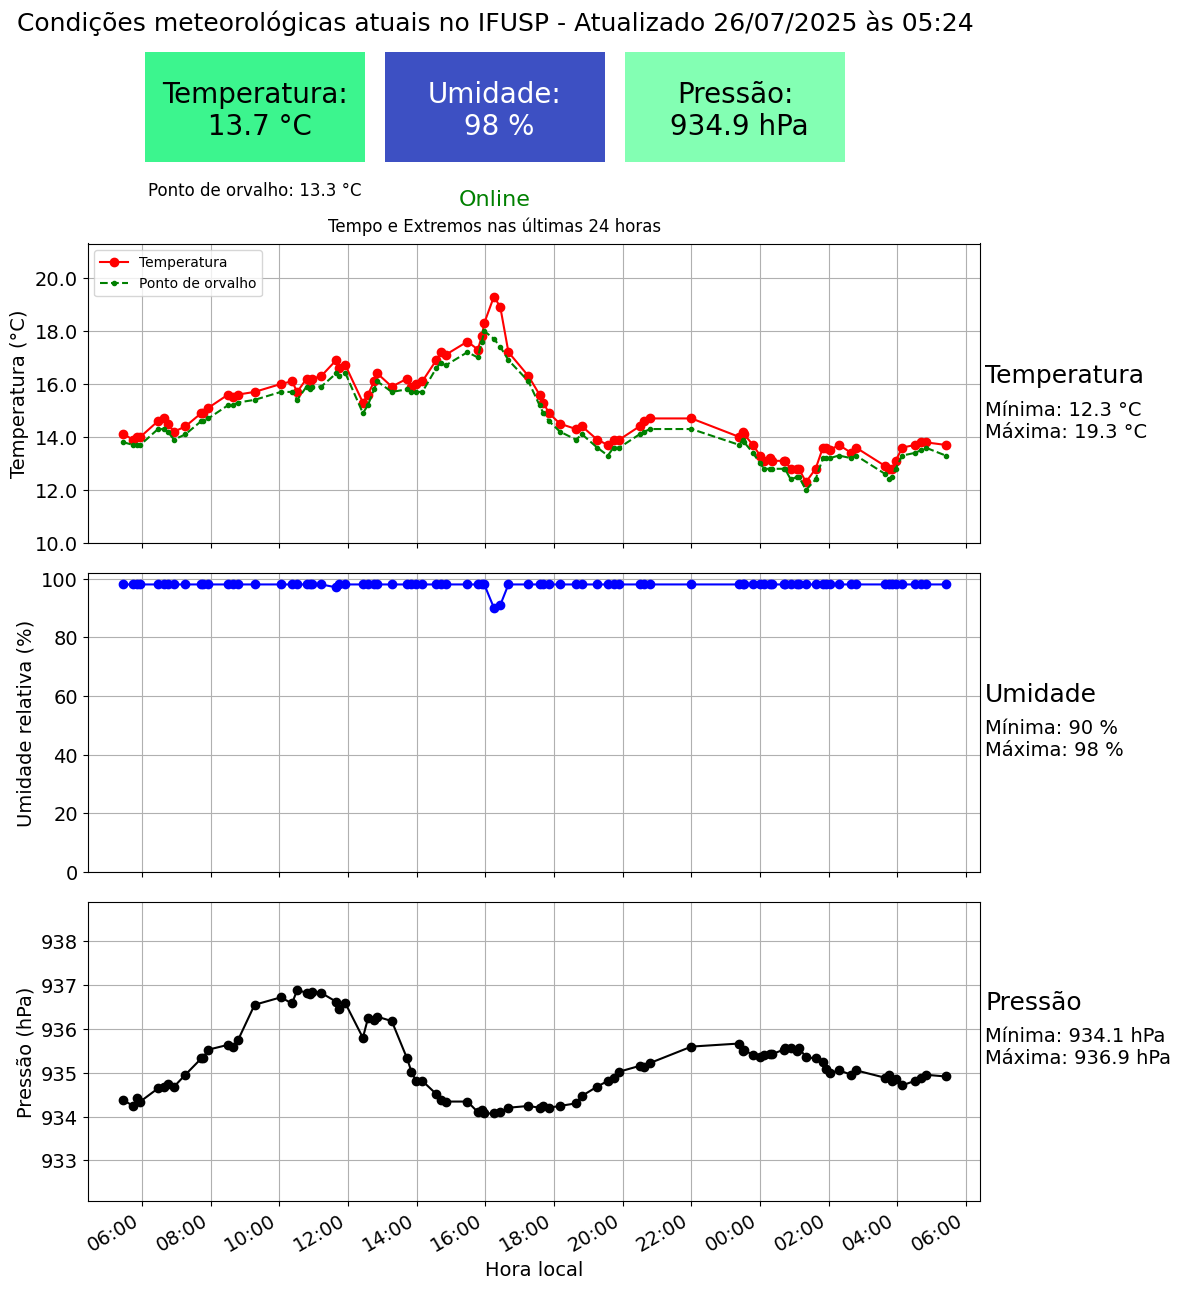 Condições meteorológicas atuais no IFUSP - Atualizado 26/07/2025 às 05:24
Temperatura:
13.7 °C
Umidade:
98 %
Pressão:
934.9 hPa
Ponto de orvalho: 13.3 °C
Online
Tempo e Extremos nas últimas 24 horas
Temperatura
Ponto de orvalho
Temperatura (°C)
20.0
18.0
16.0
14.0
12.0
10.0
Temperatura
Mínima: 12.3 °C
Máxima: 19.3 °C
Umidade relativa (%)
100
80
60
40
20
0
Umidade
Mínima: 90 %
Máxima: 98 %
Pressão (hPa)
938
937
936
935
934
933
Pressão
Mínima: 934.1 hPa
Máxima: 936.9 hPa
06:00 08:00 10:00 12:00 14:00 16:00 18:00 20:00 22:00 00:00 02:00 04:00 06:00
Hora local